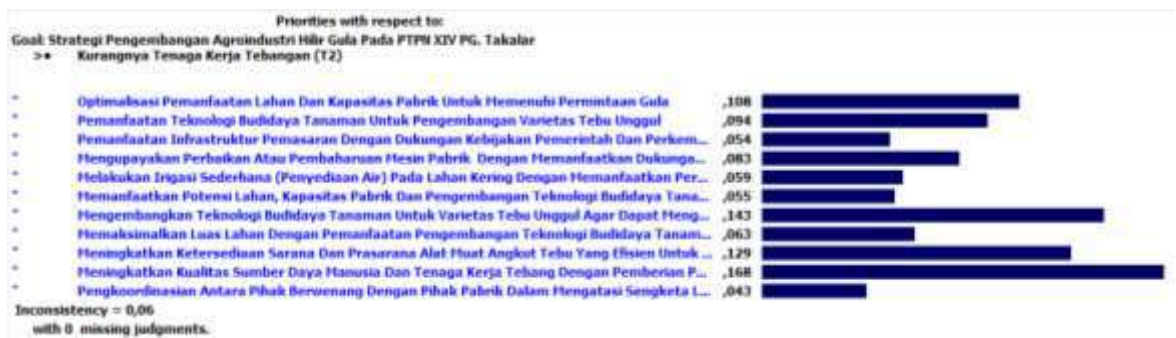 Priorities with respect to:
Goal: Strategi Pengembangan Agroindustri Hilir Gula Pada PTPN XIV PG. Takalar
>• Kurangnya Tenaga Kerja Tebangan (T2)
Optimalisasi Pemanfaatan Lahan Dan Kapasitas Pabrik Untuk Memenuhi Permintaan Gula ,108
Pemanfaatan Teknologi Budidaya Tanaman Untuk Pengembangan Varietas Tebu Unggul ,094
Pemanfaatan Infrastruktur Pemasaran Dengan Dukungan Kebijakan Pemerintah Dan Perkem... ,054
Mengupayakan Perbaikan Atau Pembaharuan Mesin Pabrik Dengan Memanfaatkan Dukunga... ,083
Melakukan Irigasi Sederhana (Penyediaan Air) Pada Lahan Kering Dengan Memanfaatkan Per... ,059
Memanfaatkan Potensi Lahan, Kapasitas Pabrik Dan Pengembangan Teknologi Budidaya Tana... ,055
Mengembangkan Teknologi Budidaya Tanaman Untuk Varietas Tebu Unggul Agar Dapat Meng... ,143
Memaksimalkan Luas Lahan Dengan Pemanfaatan Pengembangan Teknologi Budidaya Tanam... ,063
Meningkatkan Ketersediaan Sarana Dan Prasarana Alat Muat Angkut Tebu Yang Efisien Untuk ... ,129
Meningkatkan Kualitas Sumber Daya Manusia Dan Tenaga Kerja Tebang Dengan Pemberian P... ,168
Pengkoordinasian Antara Pihak Berwenang Dengan Pihak Pabrik Dalam Mengatasi Sengketa L... ,043
Inconsistency = 0,06
with 0 missing judgments.